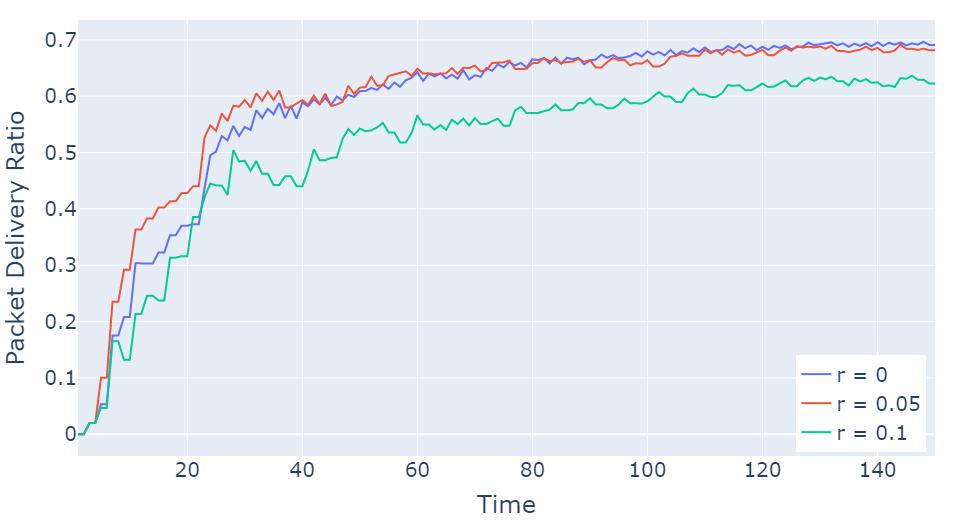 Packet Delivery Ratio
0.7
0.6
0.5
0.4
0.3
0.2
0.1
0
20 40 60 80 100 120 140
Time
r = 0
r = 0.05
r = 0.1